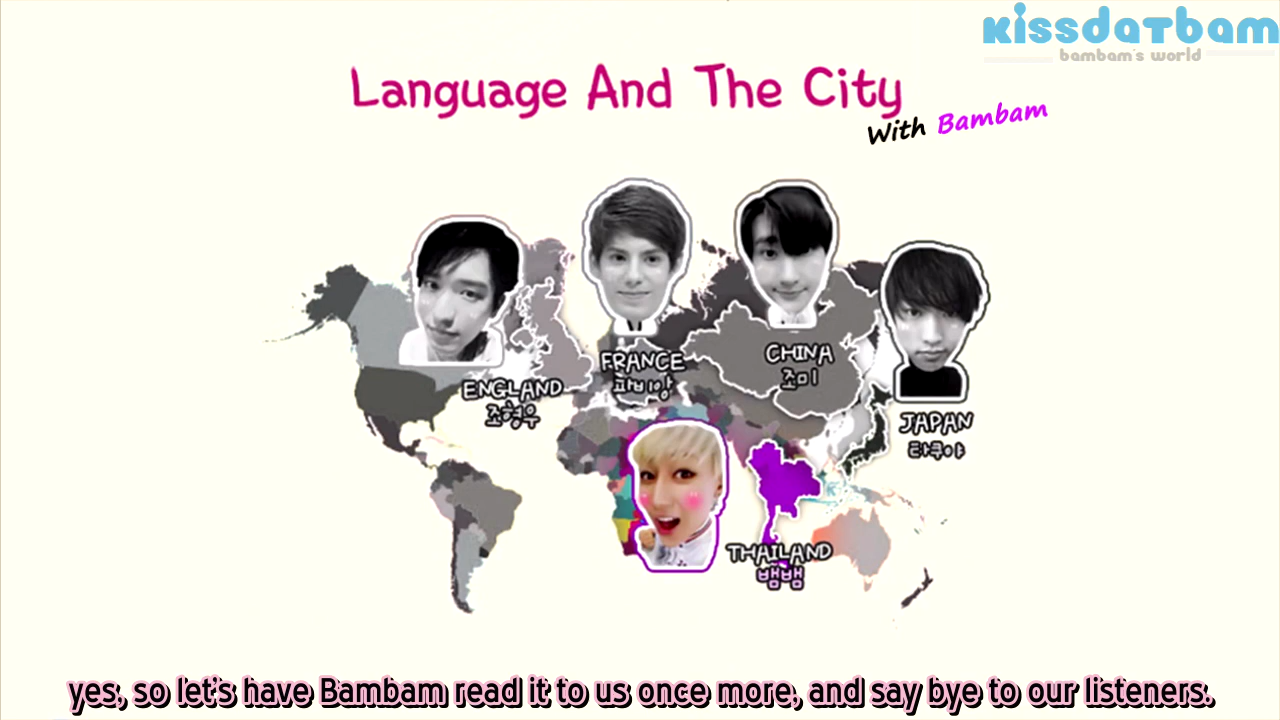 KissdaTbam
bambam's world
Language And The City
With Bambam
ENGLAND
조형우
FRANCE
파비앙
CHINA
조미
JAPAN
타쿠야
THAILAND
뱀뱀
yes, so let's have Bambam read it to us once more, and say bye to our listeners.